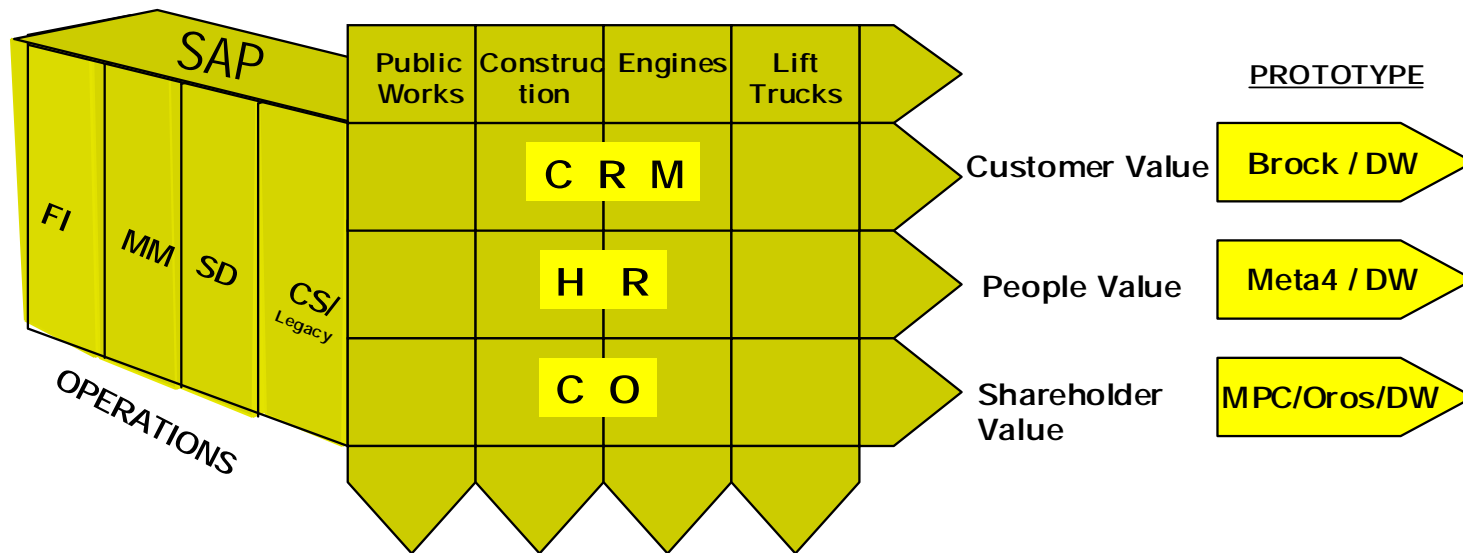 SAP
Public
Works
Construc
tion
Engines
Lift
Trucks
PROTOTYPE
FI
MM
SD
CS/
Legacy
OPERATIONS
C R M
Customer Value
Brock / DW
H R
People Value
Meta4 / DW
C O
Shareholder
Value
MPC/Oros/DW